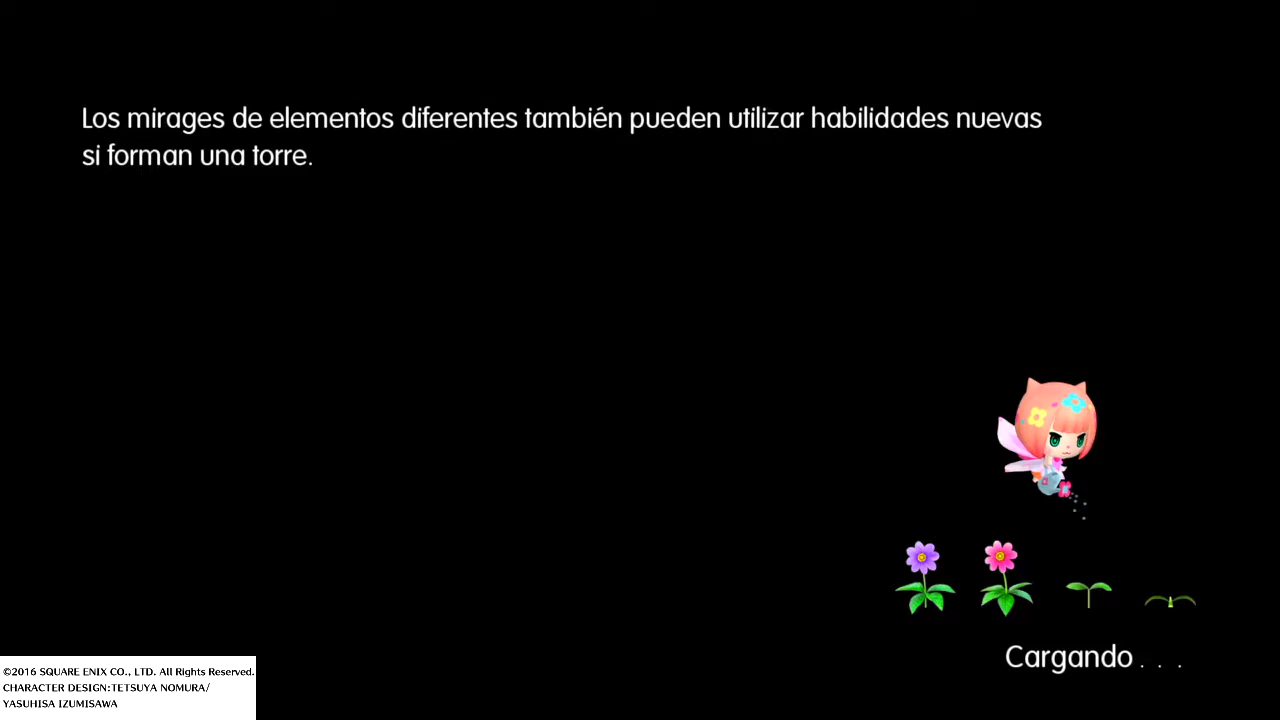 Los mirages de elementos diferentes también pueden utilizar habilidades nuevas
si forman una torre.
Cargando . . .
©2016 SQUARE ENIX CO., LTD. All Rights Reserved.
CHARACTER DESIGN:TETSUYA NOMURA/
YASUHISA IZUMISAWA